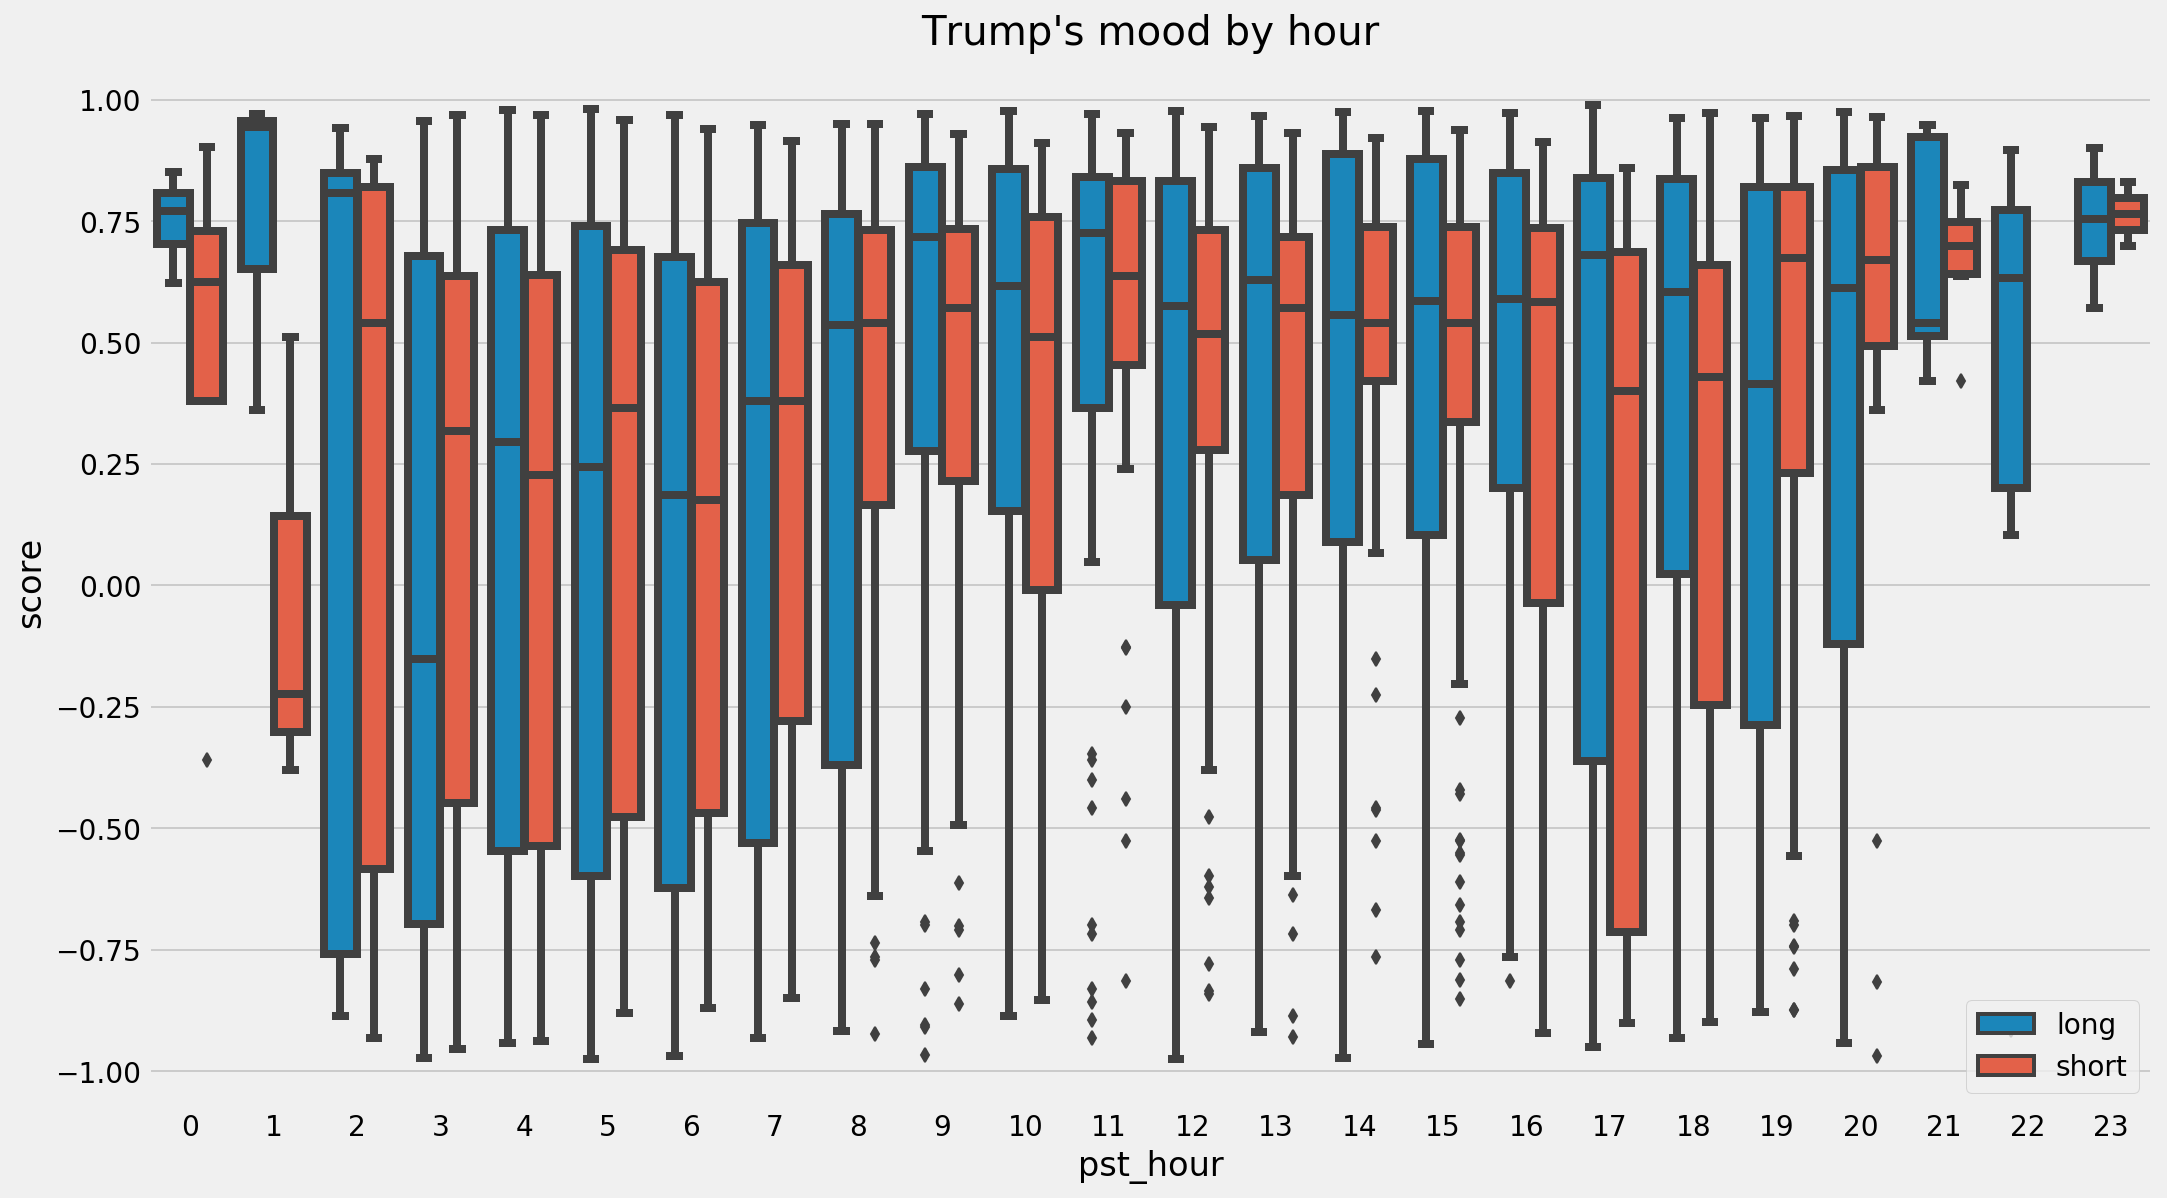 Trump's mood by hour
1.00
0.75
0.50
0.25
0.00
−0.25
−0.50
−0.75
−1.00
score
0 1 2 3 4 5 6 7 8 9 10 11 12 13 14 15 16 17 18 19 20 21 22 23
pst_hour
long
short